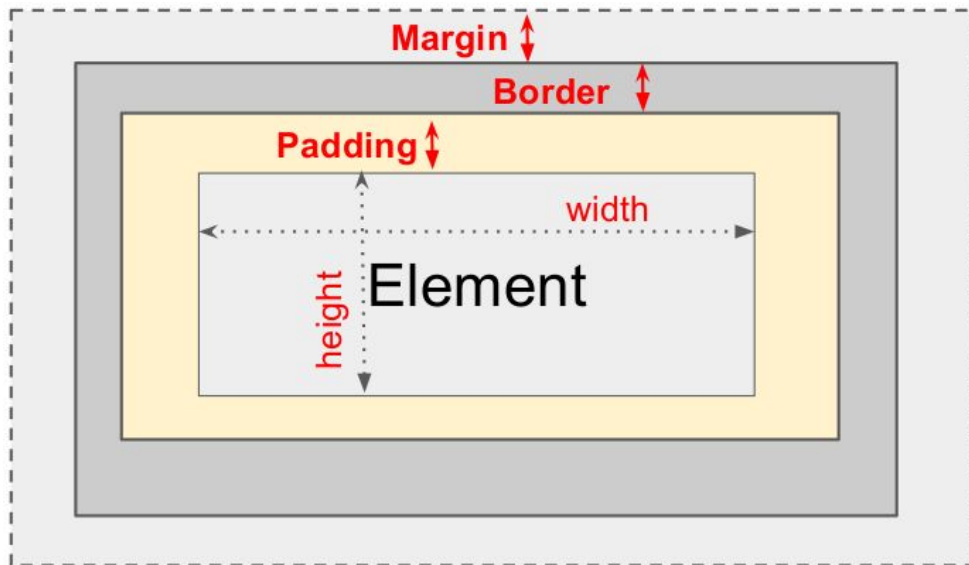 Margin
Border
Padding
width
height
Element